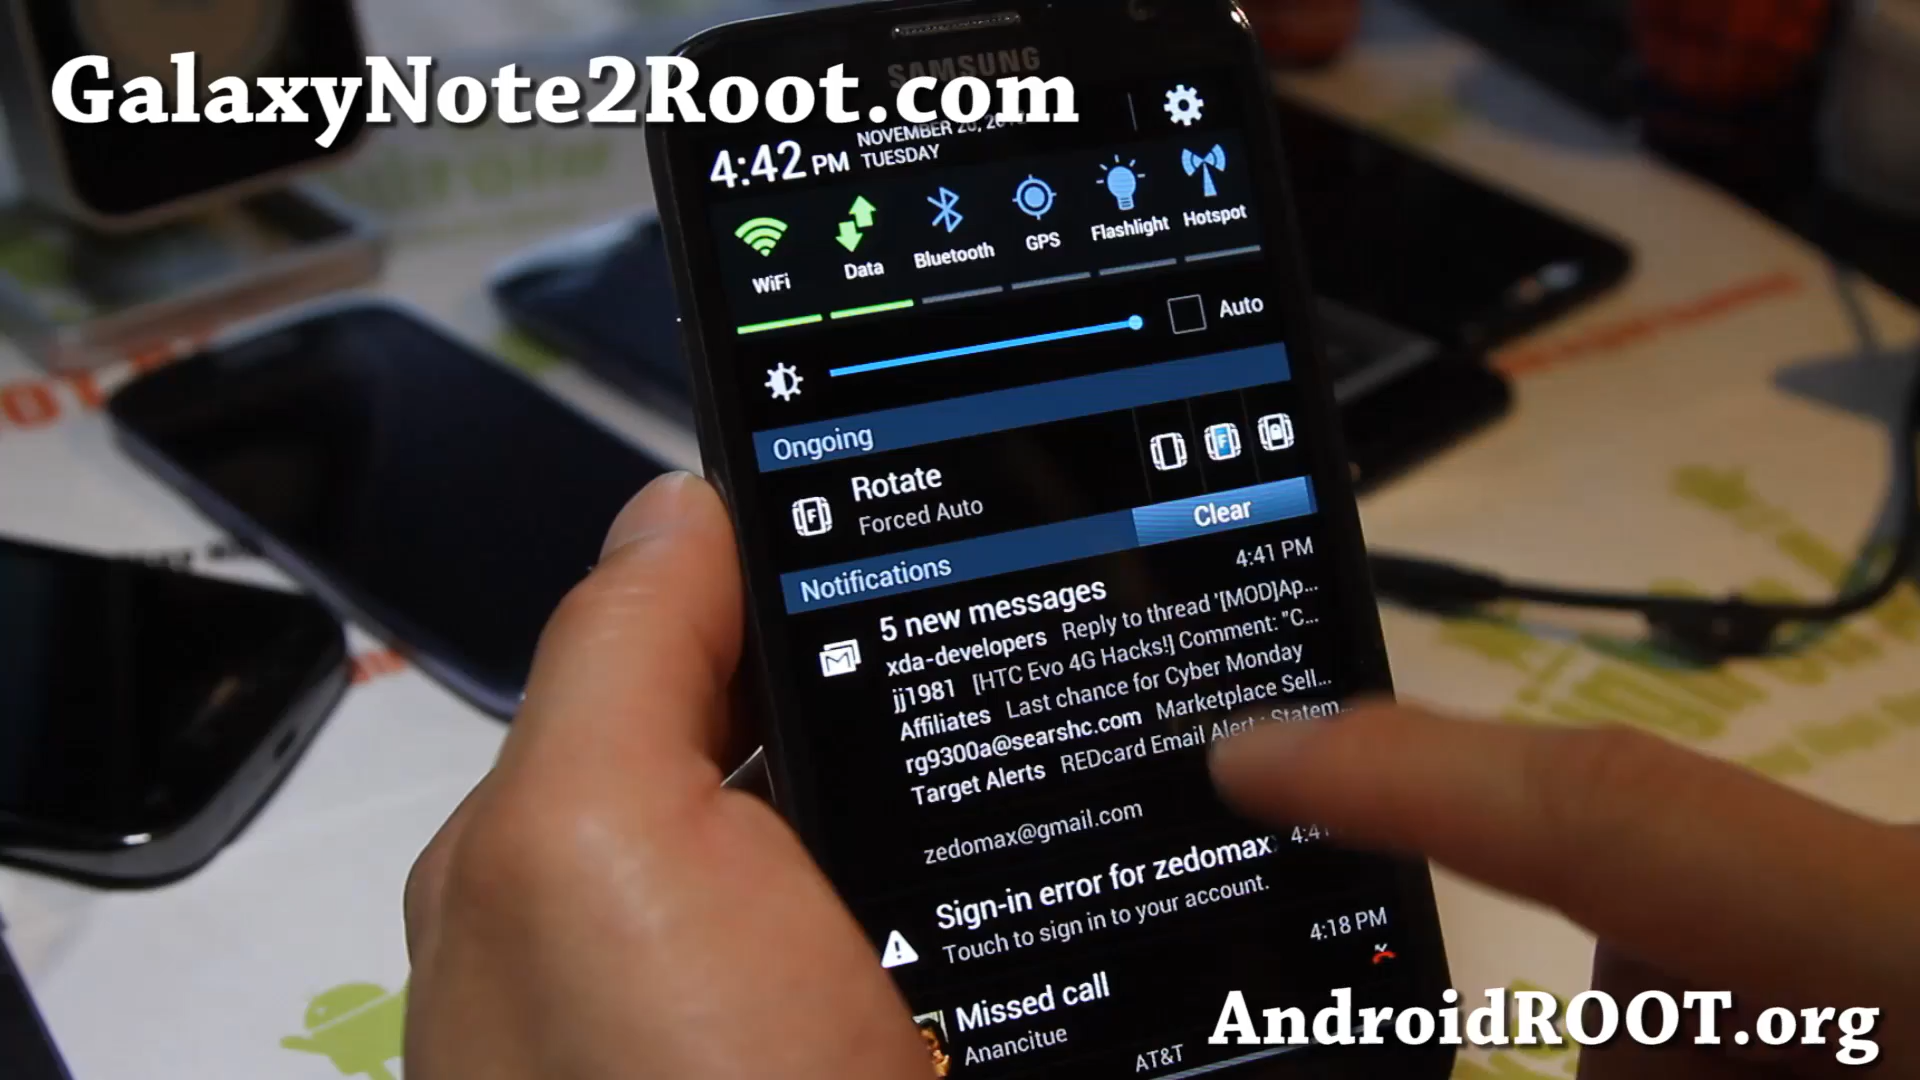 GalaxyNote2Root.com
SAMSUNG
4:42 PM
NOVEMBER 20,
TUESDAY
WiFi Data Bluetooth GPS Flashlight Hotspot
Auto
Ongoing
Rotate
Forced Auto
Clear
Notifications
4:41 PM
5 new messages
xda-developers Reply to thread '[MOD]Ap...
jj1981 [HTC Evo 4G Hacks!] Comment: "C...
Affiliates Last chance for Cyber Monday
rg9300a@searshc.com Marketplace Sell...
Target Alerts REDcard Email Alert : Statem...
zedomax@gmail.com
Sign-in error for zedomax
Touch to sign in to your account.
4:18 PM
Missed call
Anancitue
AT&T
AndroidROOT.org